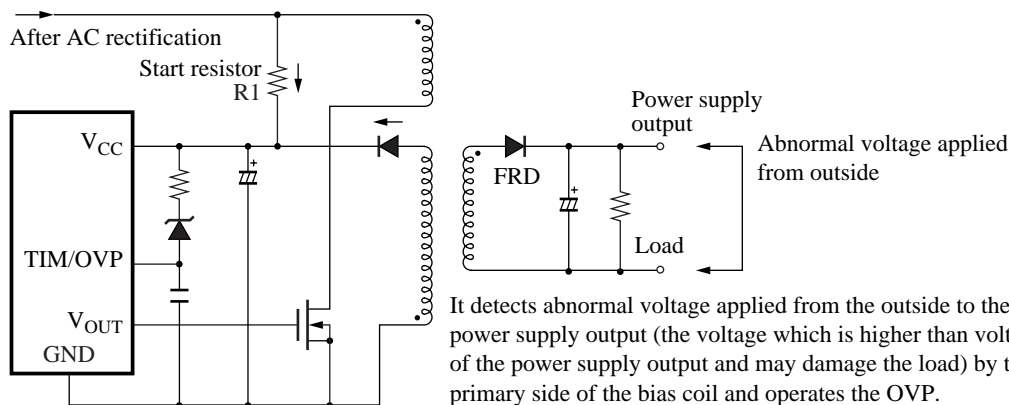 After AC rectification
Start resistor
R1
Power supply
output
Abnormal voltage applied
from outside
VCC
FRD
+
+
TIM/OVP
Load
VOUT
GND
It detects abnormal voltage applied from the outside to the
power supply output (the voltage which is higher than volt
of the power supply output and may damage the load) by t
primary side of the bias coil and operates the OVP.